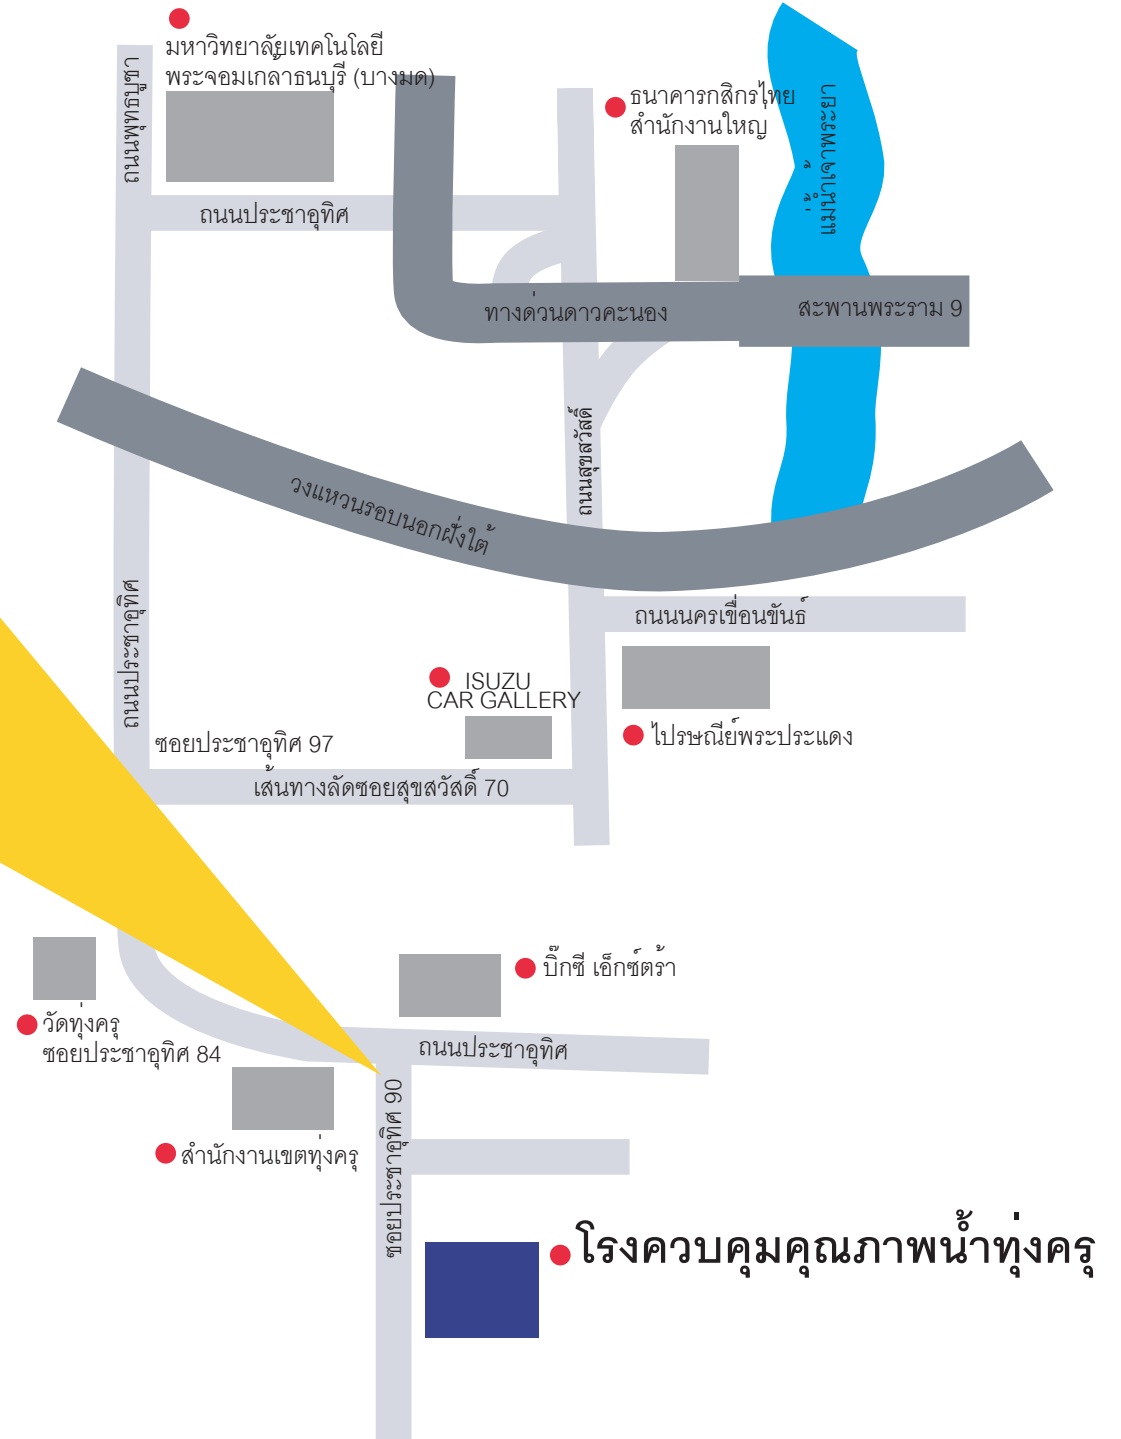 มหาวิทยาลัยเทคโนโลยี
พระจอมเกล้าธนบุรี (บางมด)
ถนนพุทธบูชา
ธนาคารกสิกรไทย
สำนักงานใหญ่
แม่น้ำเจ้าพระยา
ถนนประชาอุทิศ
ทางด่วนดาวคะนอง
สะพานพระราม 9
ถนนสุขสวัสดิ์
วงแหวนรอบนอกฝั่งใต้
ถนนประชาอุทิศ
ถนนนครเขื่อนขันธ์
ISUZU
CAR GALLERY
ไปรษณีย์พระประแดง
ซอยประชาอุทิศ 97
เส้นทางลัดซอยสุขสวัสดิ์ 70
บิ๊กซี เอ็กซ์ตร้า
วัดทุ่งครุ
ซอยประชาอุทิศ 84
ถนนประชาอุทิศ
ซอยประชาอุทิศ 90
สำนักงานเขตทุ่งครุ
โรงควบคุมคุณภาพน้ำทุ่งครุ